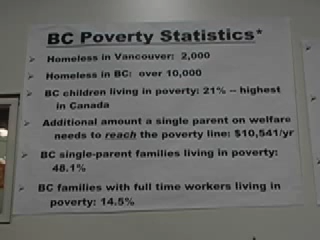 BC Poverty Statistics*
➢ Homeless in Vancouver: 2,000
➢ Homeless in BC: over 10,000
➢ BC children living in poverty: 21% -- highest
in Canada
➢ Additional amount a single parent on welfare
needs to reach the poverty line: $10,541/yr
➢ BC single-parent families living in poverty:
48.1%
➢ BC families with full time workers living in
poverty: 14.5%